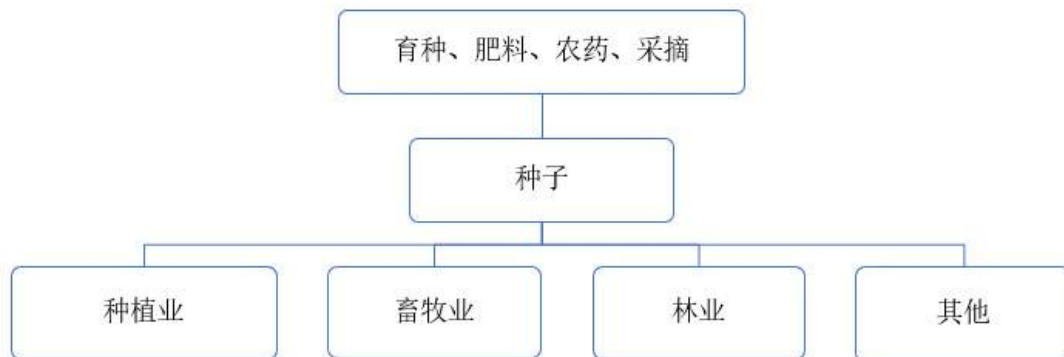 育种、肥料、农药、采摘
种子
种植业
畜牧业
林业
其他